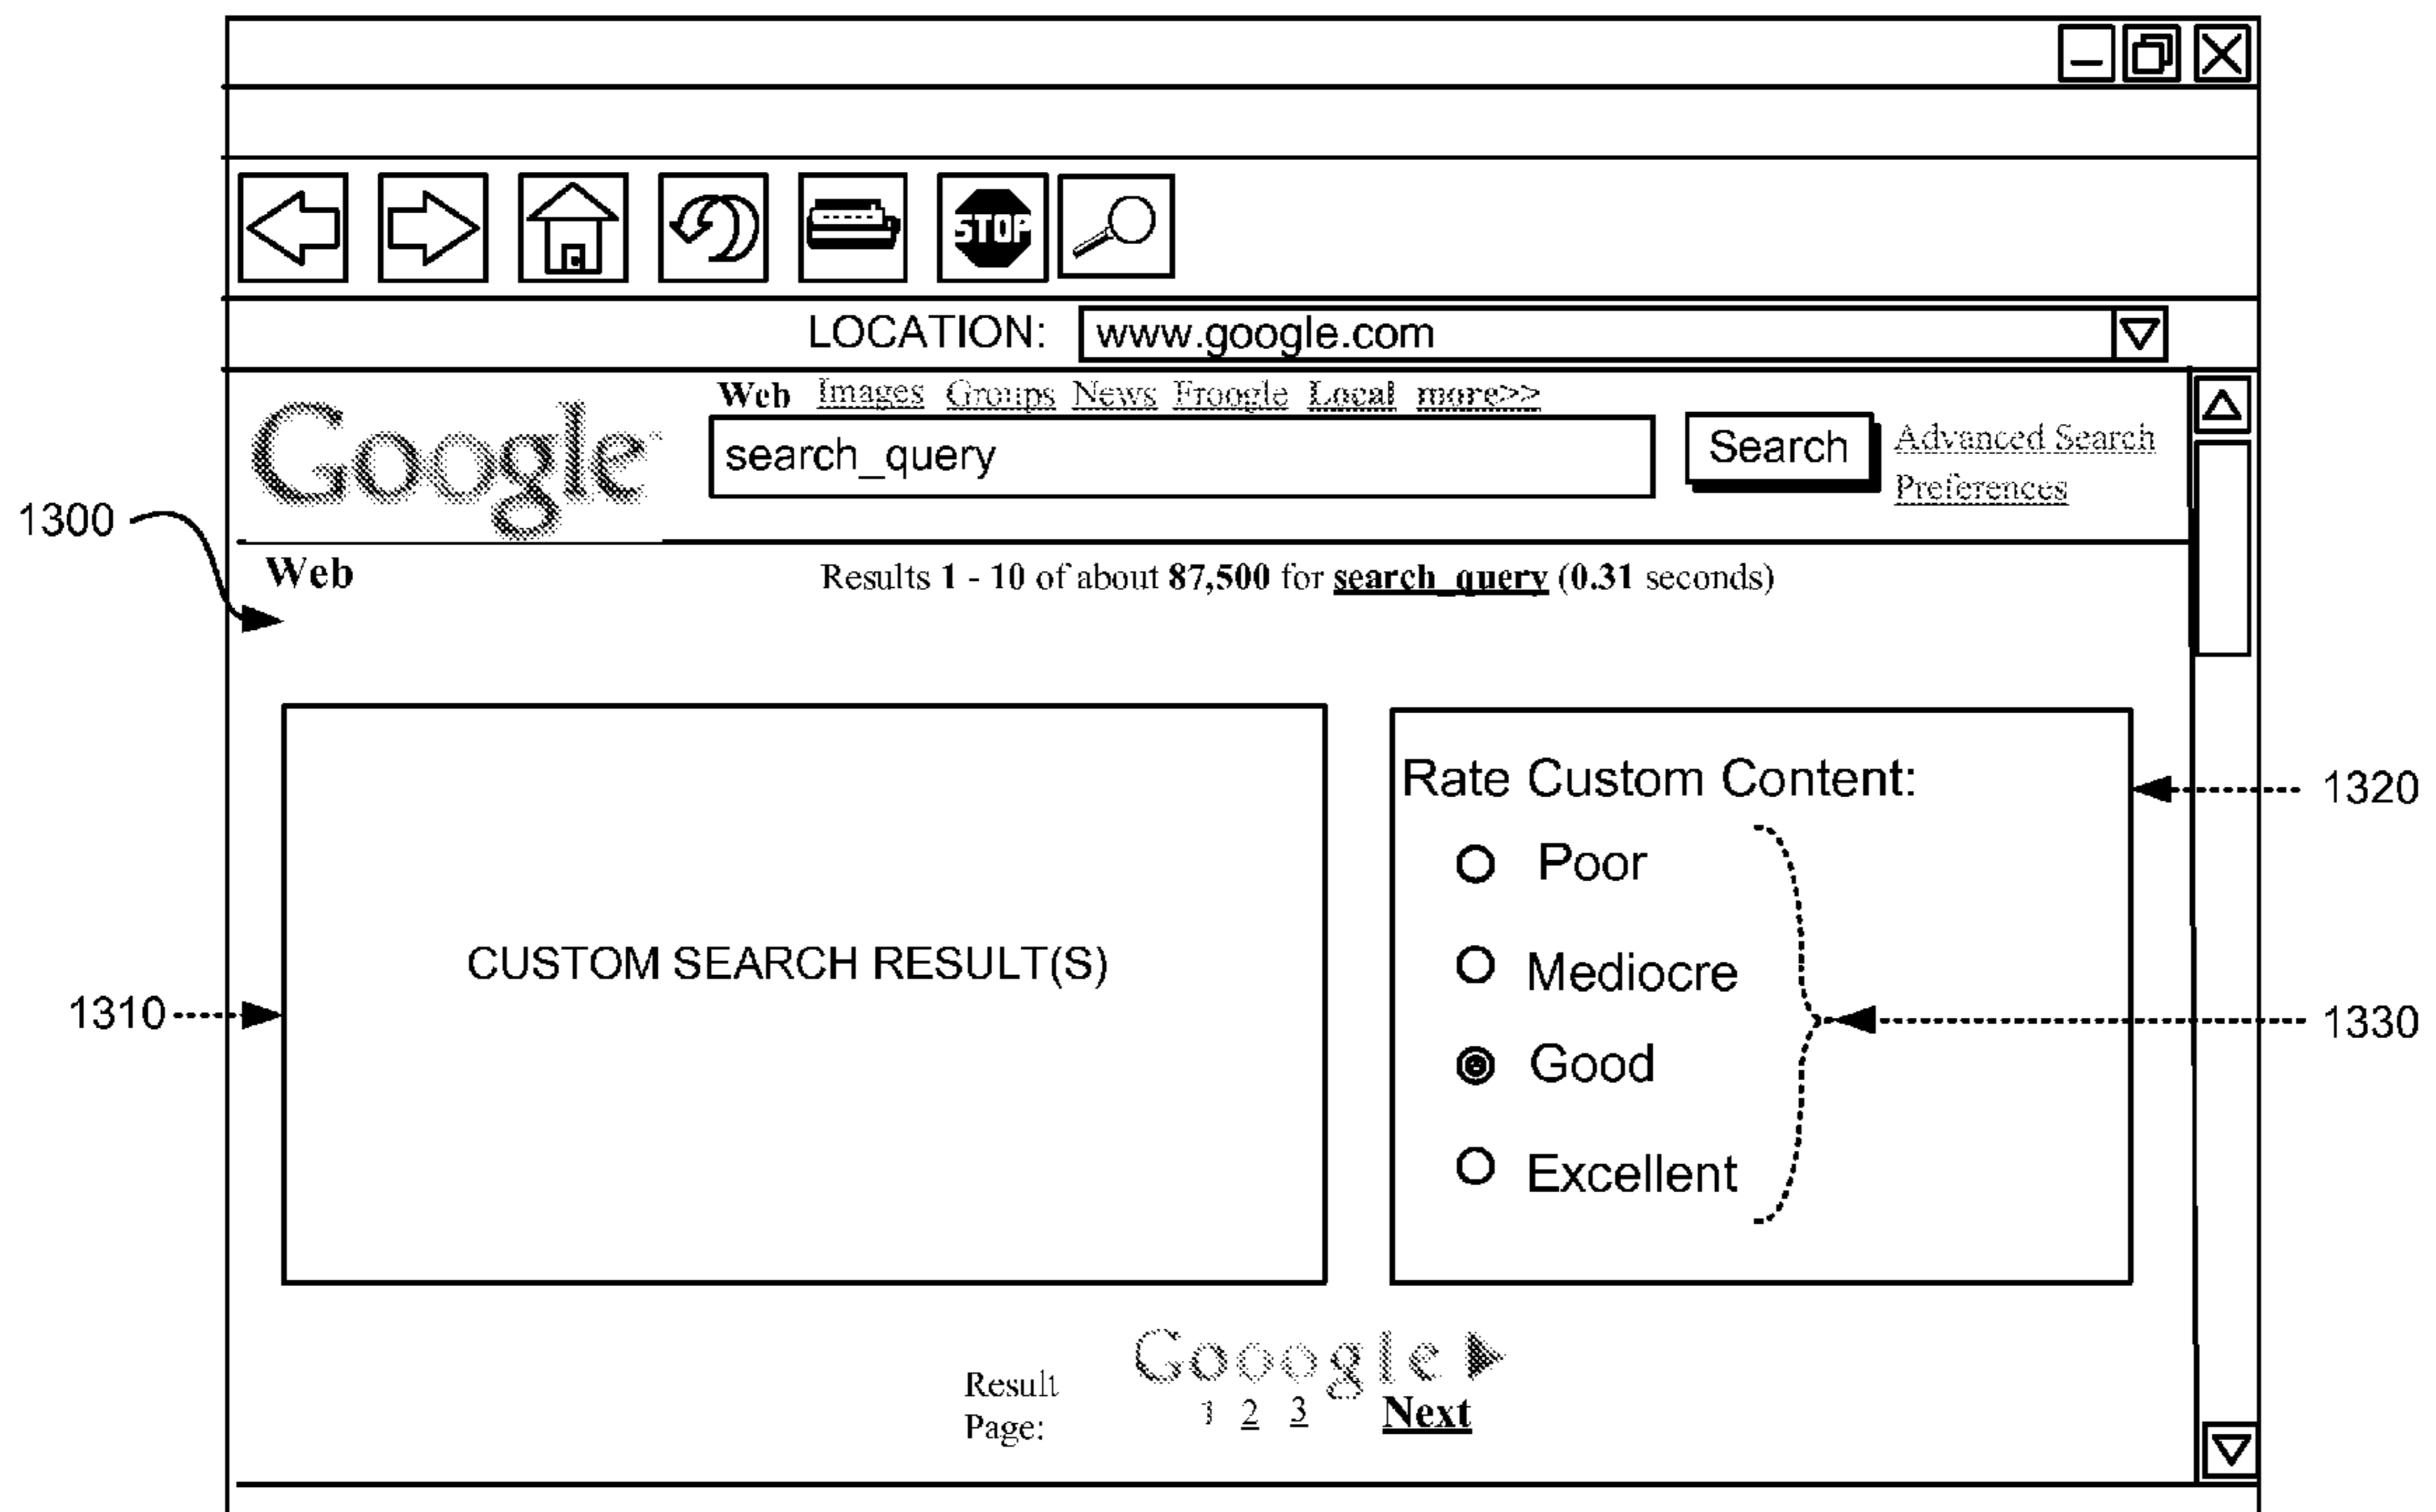 STOP
LOCATION: www.google.com
Web Images Groups News Froogle Local more>>
Google
search_query
Search
Advanced Search
Preferences
1300
Web
Results 1 - 10 of about 87,500 for search_query (0.31 seconds)
Rate Custom Content:
1320
Poor
CUSTOM SEARCH RESULT(S)
Mediocre
1310
1330
Good
Excellent
Gooogle
Result
Page:
1 2 3 Next